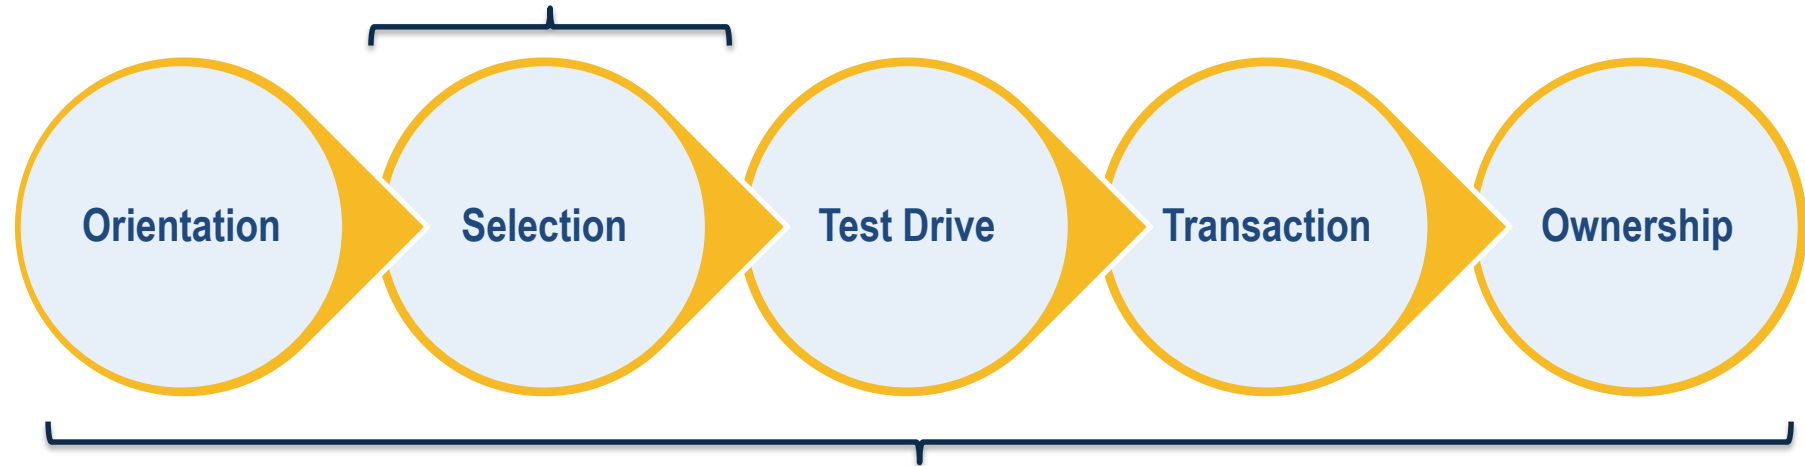 Orientation
Selection
Test Drive
Transaction
Ownership